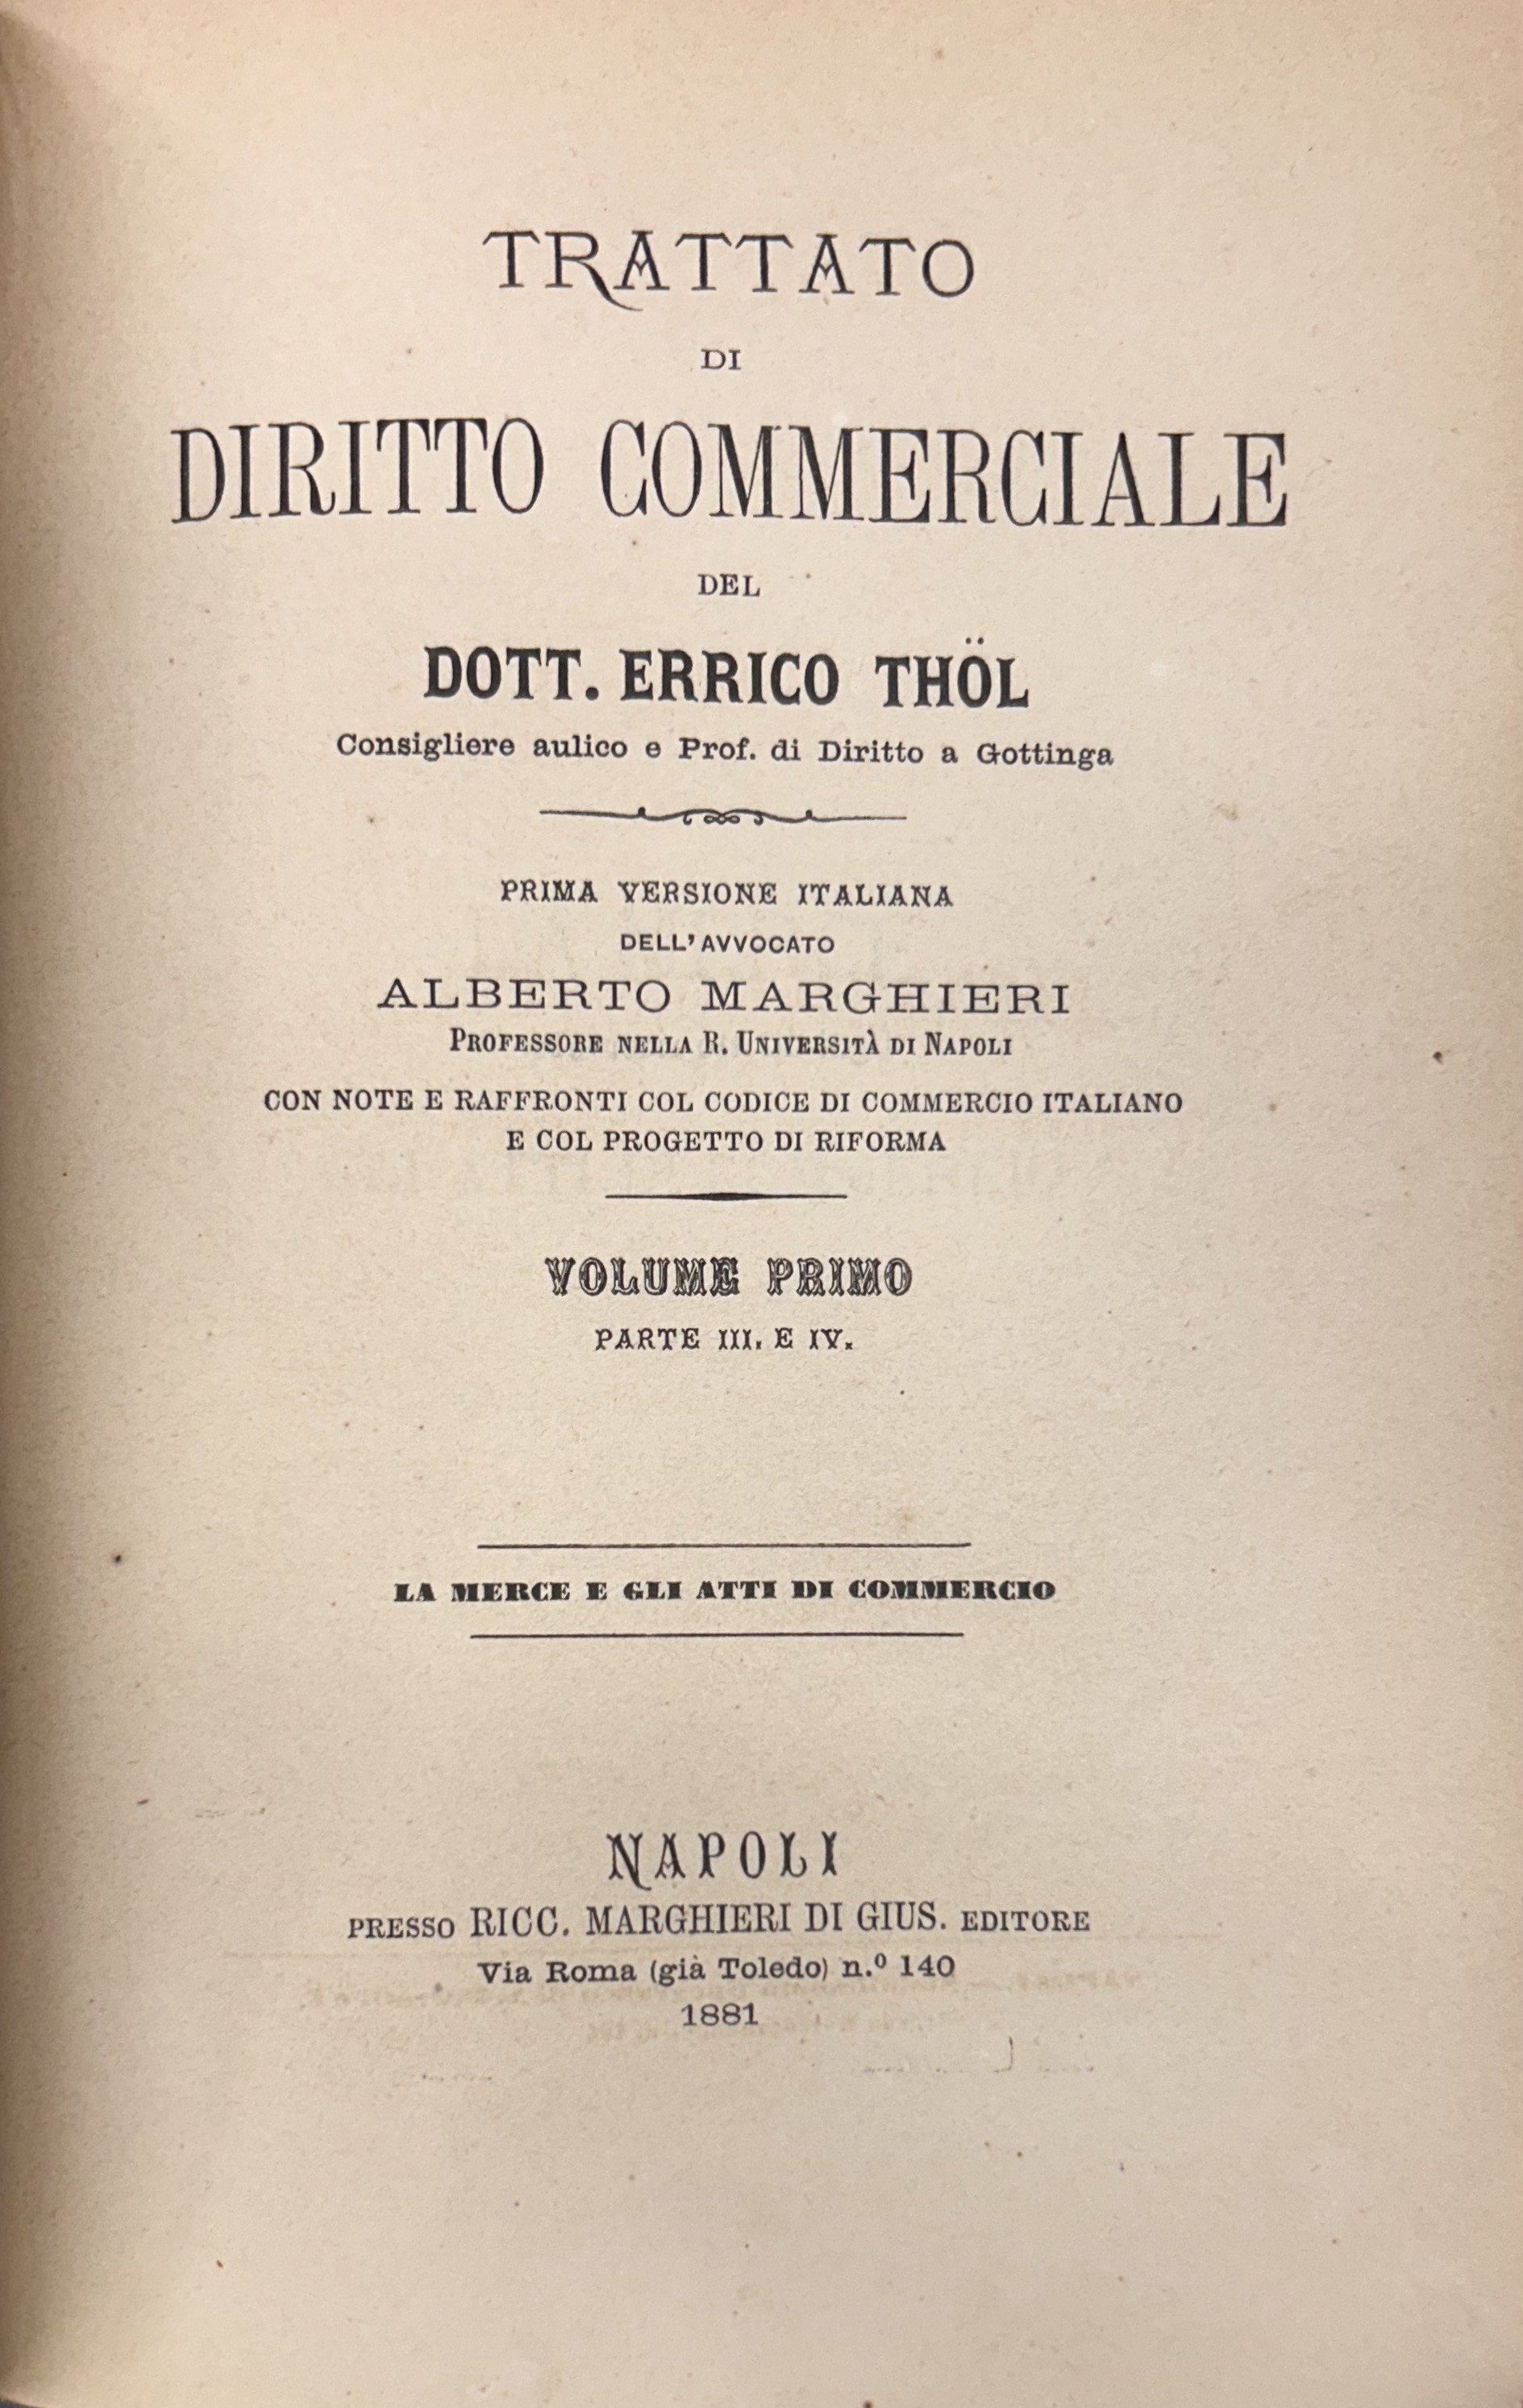 TRATTATO
DI
DIRITTO COMMERCIALE
DEL
DOTT. ERRICO THÖL
Consigliere aulico e Prof. di Diritto a Gottinga
PRIMA VERSIONE ITALIANA
DELL'AVVOCATO
ALBERTO MARGHIERI
PROFESSORE NELLA R. UNIVERSITÀ DI NAPOLI
CON NOTE E RAFFRONTI COL CODICE DI COMMERCIO ITALIANO
E COL PROGETTO DI RIFORMA
VOLUME PRIMO
PARTE III. E IV.
LA MERCE E GLI ATTI DI COMMERCIO
NAPOLI
PRESSO RICC. MARGHIERI DI GIUS. EDITORE
Via Roma (già Toledo) n.º 140
1881